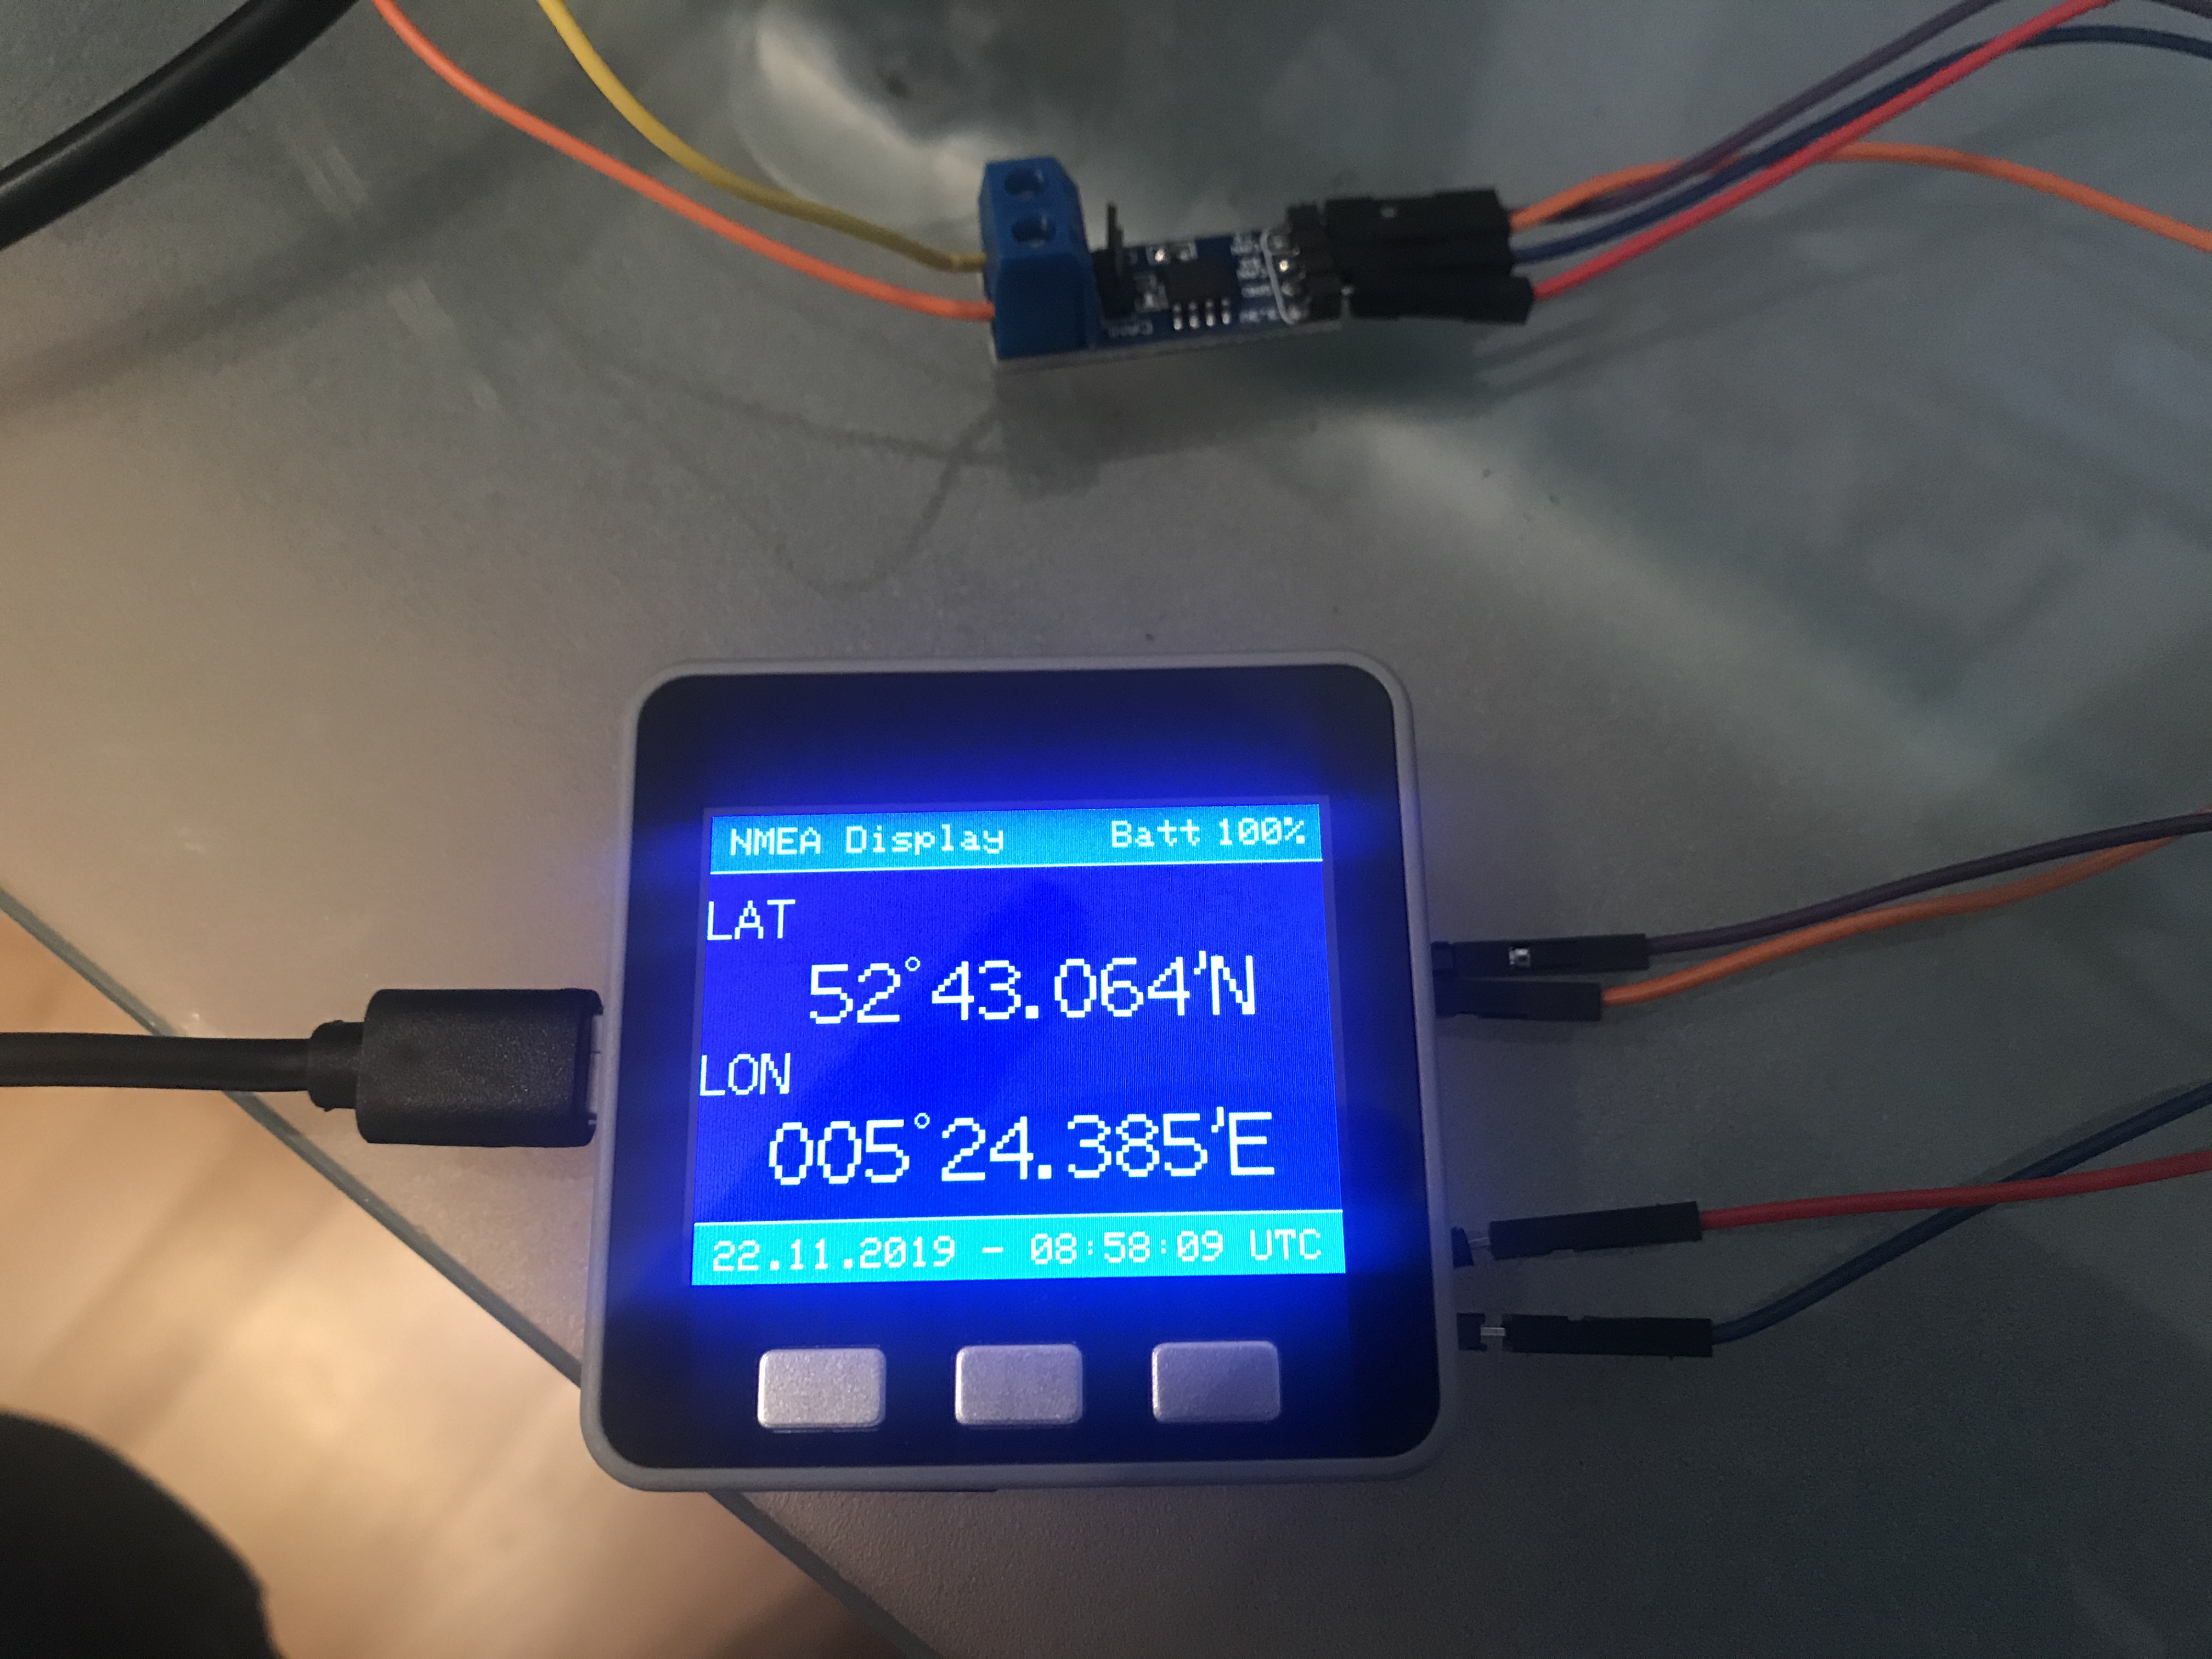 NMEA Display Batt 100%
LAT
52°43.064'N
LON
005°24.385'E
22.11.2019 - 08:58:09 UTC